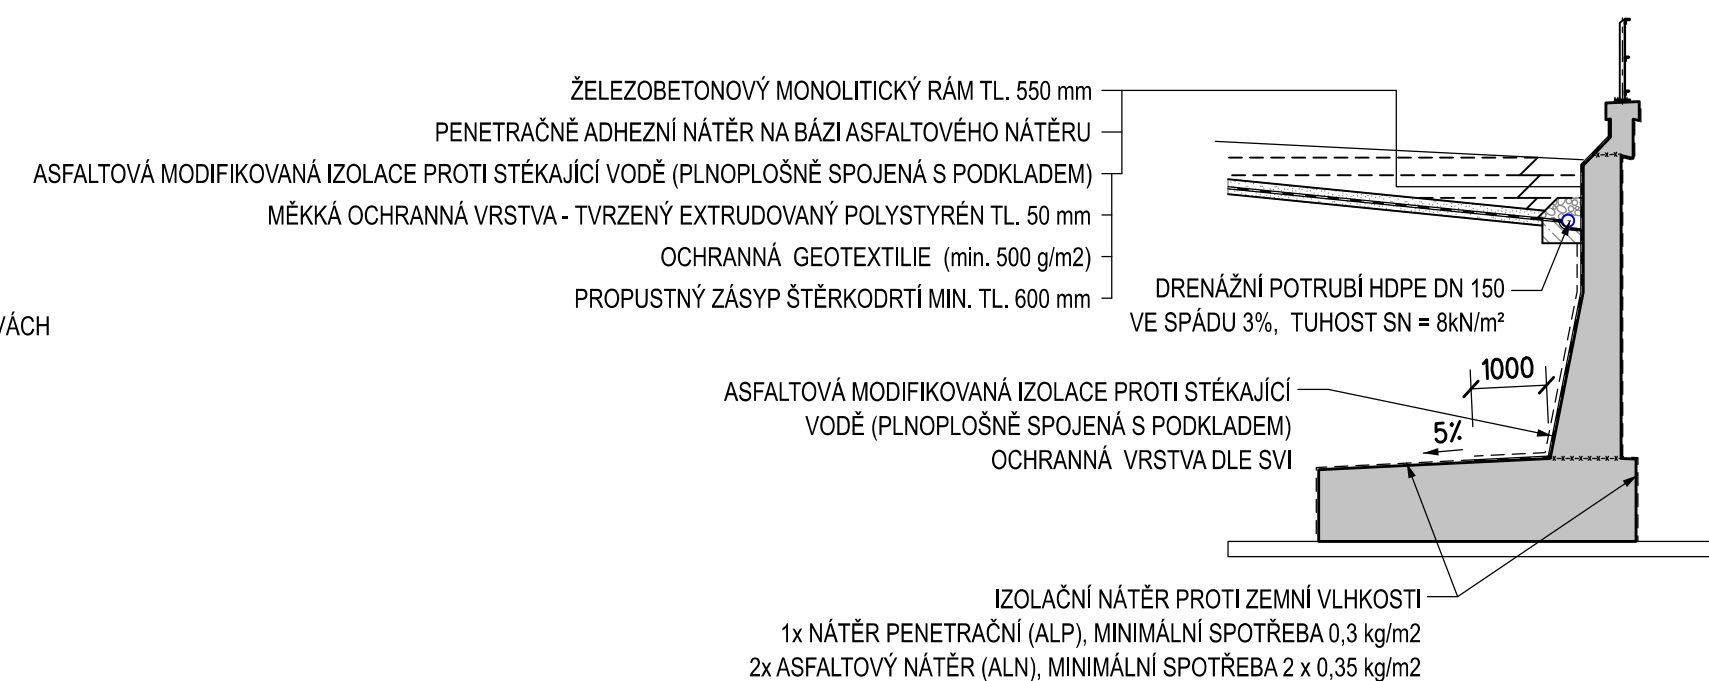 ŽELEZOBETONOVÝ MONOLITICKÝ RÁM TL. 550 mm
PENETRAČNĚ ADHEZNÍ NÁTĚR NA BÁZI ASFALTOVÉHO NÁTĚRU
ASFALTOVÁ MODIFIKOVANÁ IZOLACE PROTI STÉKAJÍCÍ VODĚ (PLNOPLOŠNĚ SPOJENÁ S PODKLADEM)
MĚKKÁ OCHRANNÁ VRSTVA - TVRZENÝ EXTRUDOVANÝ POLYSTYRÉN TL. 50 mm
OCHRANNÁ GEOTEXTILIE (min. 500 g/m2)
PROPUSTNÝ ZÁSYP ŠTĚRKODRTÍ MIN. TL. 600 mm
VÁCH
DRENÁŽNÍ POTRUBÍ HDPE DN 150
VE SPÁDU 3%, TUHOST SN = 8kN/m²
1000
ASFALTOVÁ MODIFIKOVANÁ IZOLACE PROTI STÉKAJÍCÍ
VODĚ (PLNOPLOŠNĚ SPOJENÁ S PODKLADEM)
OCHRANNÁ VRSTVA DLE SVI
5%
IZOLAČNÍ NÁTĚR PROTI ZEMNÍ VLHKOSTI
1x NÁTĚR PENETRAČNÍ (ALP), MINIMÁLNÍ SPOTŘEBA 0,3 kg/m2
2x ASFALTOVÝ NÁTĚR (ALN), MINIMÁLNÍ SPOTŘEBA 2 x 0,35 kg/m2